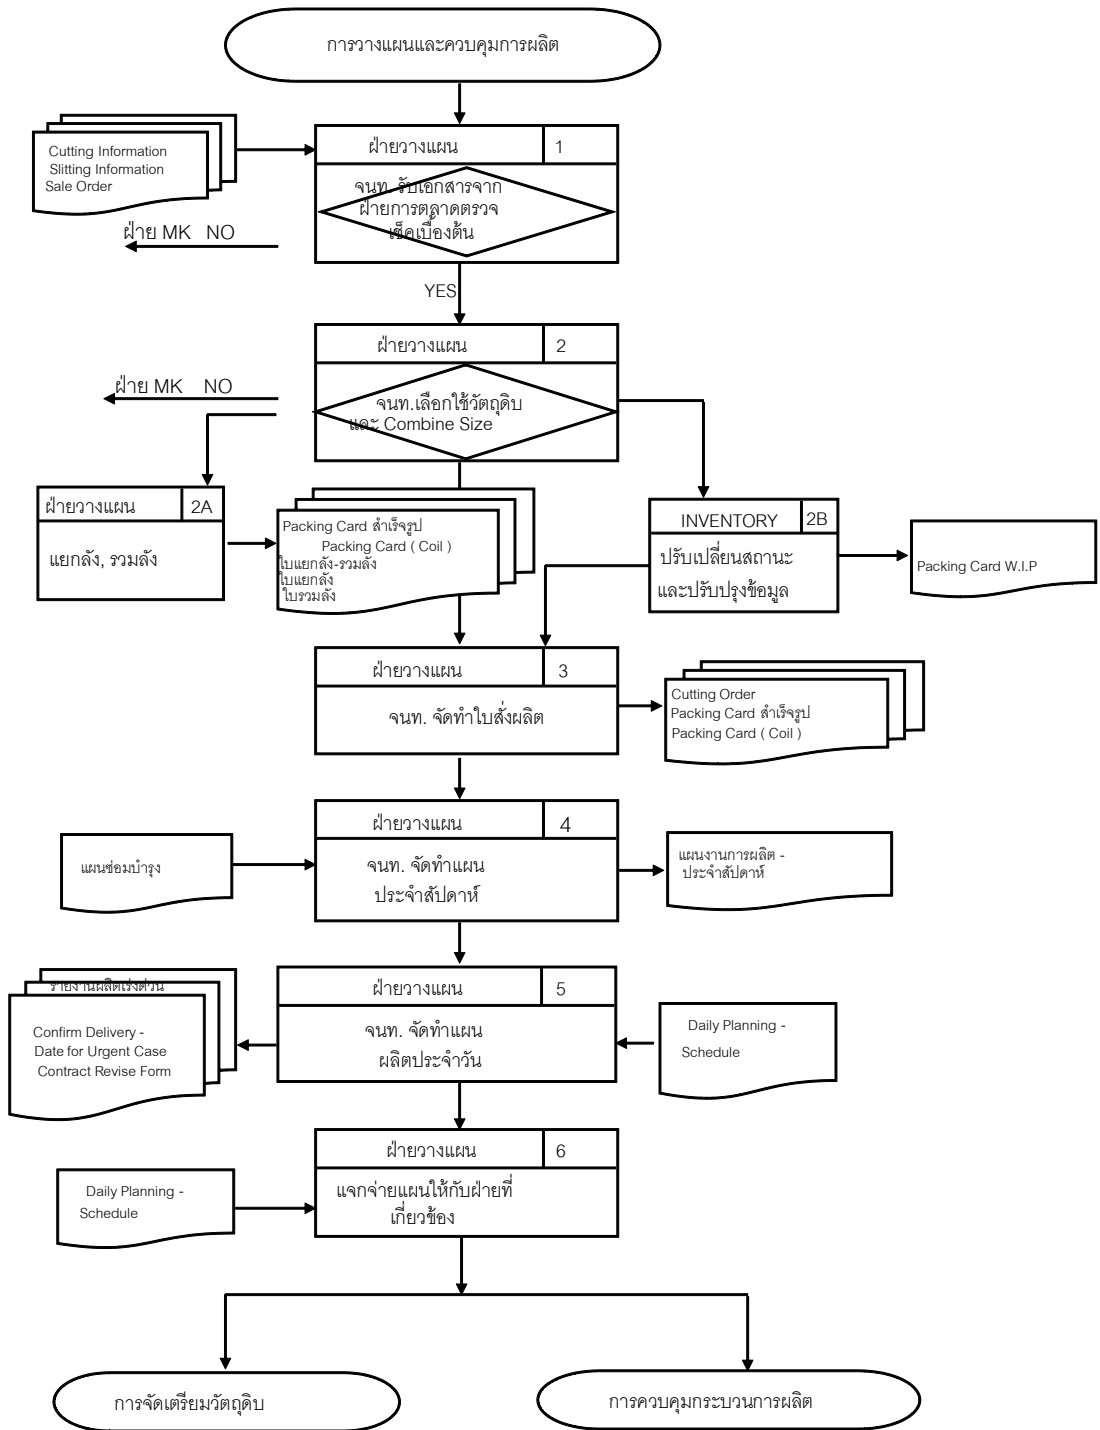 การวางแผนและควบคุมการผลิต
Cutting Information
Slitting Information
Sale Order
ฝ่ายวางแผน 1
จนท. รับเอกสารจาก
ฝ่ายการตลาดตรวจ
เช็คเบื้องต้น
ฝ่าย MK NO
YES
ฝ่ายวางแผน 2
จนท.เลือกใช้วัตถุดิบ
และ Combine Size
ฝ่าย MK NO
ฝ่ายวางแผน 2A
แยกลัง, รวมลัง
Packing Card สำเร็จรูป
Packing Card ( Coil )
ใบแยกลัง-รวมลัง
ใบแยกลัง
ใบรวมลัง
INVENTORY 2B
ปรับเปลี่ยนสถานะ
และปรับปรุงข้อมูล
Packing Card W.I.P
ฝ่ายวางแผน 3
จนท. จัดทำใบสั่งผลิต
Cutting Order
Packing Card สำเร็จรูป
Packing Card ( Coil )
ฝ่ายวางแผน 4
จนท. จัดทำแผน
ประจำสัปดาห์
แผนซ่อมบำรุง
แผนงานการผลิต -
ประจำสัปดาห์
ฝ่ายวางแผน 5
จนท. จัดทำแผน
ผลิตประจำวัน
รายงานผลิตเร่งด่วน
Confirm Delivery -
Date for Urgent Case
Contract Revise Form
Daily Planning -
Schedule
ฝ่ายวางแผน 6
แจกจ่ายแผนให้กับฝ่ายที่
เกี่ยวข้อง
Daily Planning -
Schedule
การจัดเตรียมวัตถุดิบ
การควบคุมกระบวนการผลิต